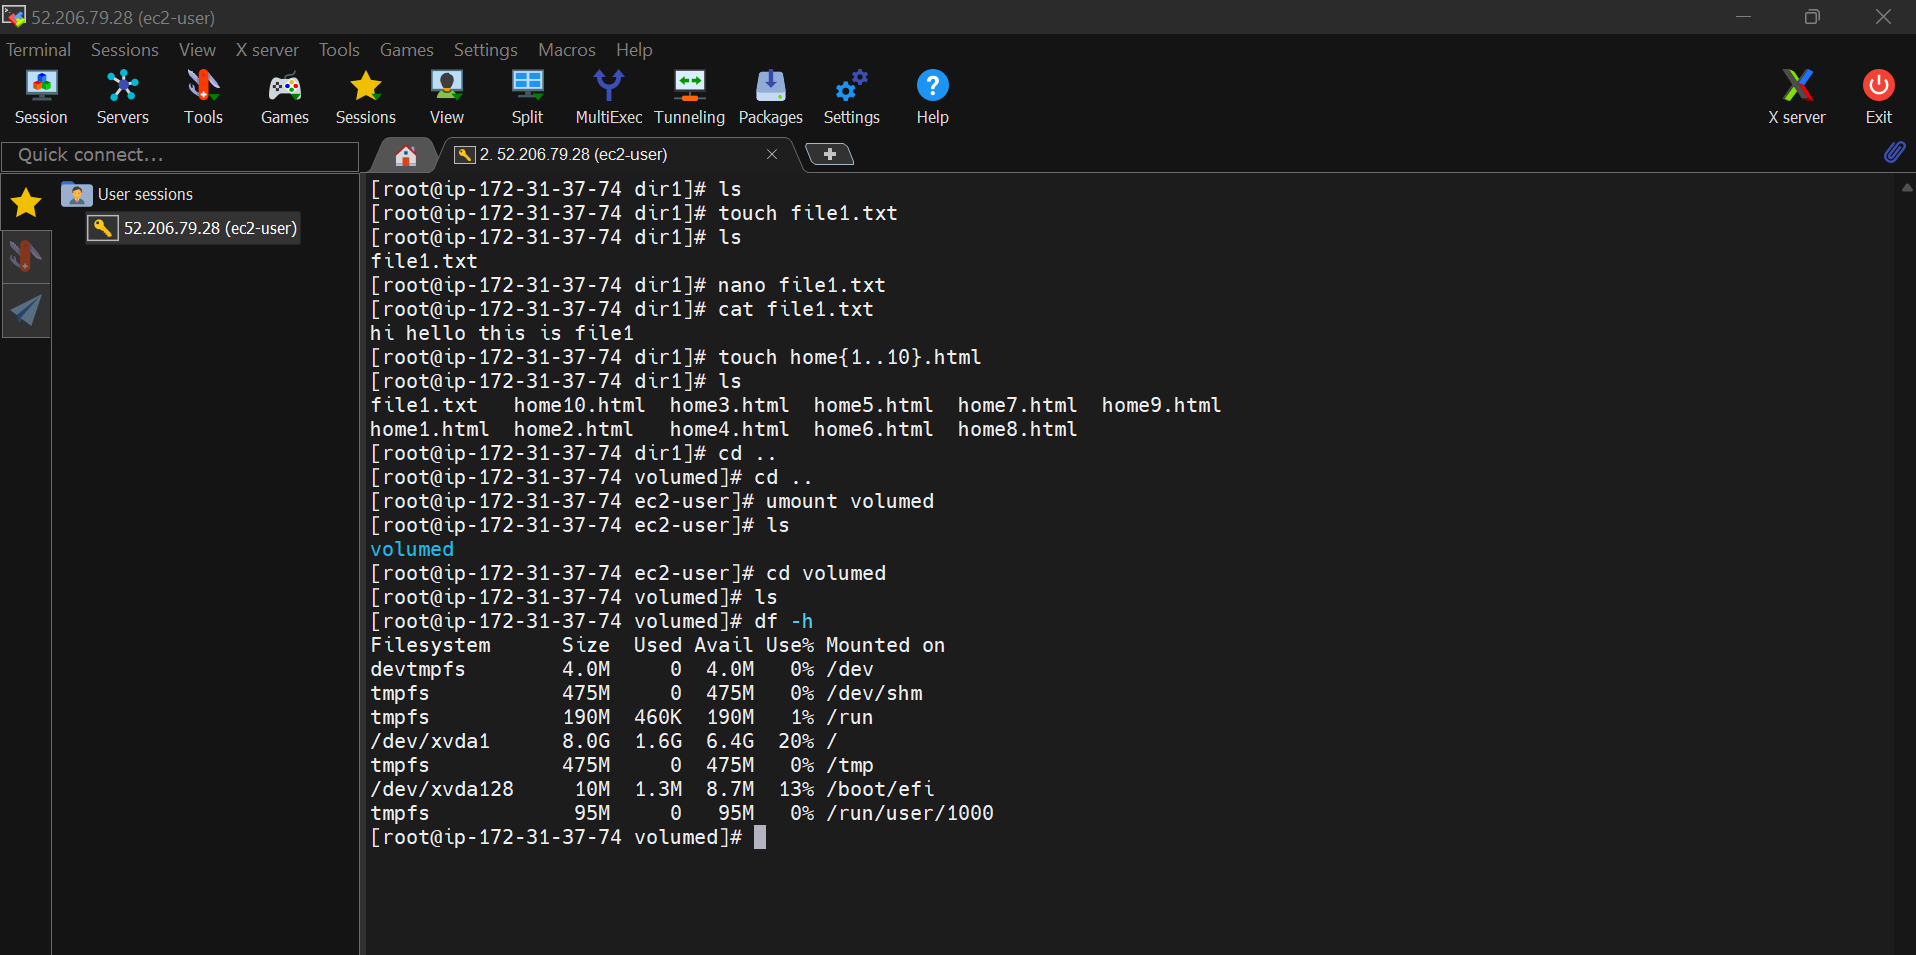 52.206.79.28 (ec2-user)
Terminal Sessions View X server Tools Games Settings Macros Help
Session Servers Tools Games Sessions View Split MultiExec Tunneling Packages Settings Help X server Exit
Quick connect...
2. 52.206.79.28 (ec2-user)
User sessions
52.206.79.28 (ec2-user)
[root@ip-172-31-37-74 dir1]# ls
[root@ip-172-31-37-74 dir1]# touch file1.txt
[root@ip-172-31-37-74 dir1]# ls
file1.txt
[root@ip-172-31-37-74 dir1]# nano file1.txt
[root@ip-172-31-37-74 dir1]# cat file1.txt
hi hello this is file1
[root@ip-172-31-37-74 dir1]# touch home{1..10}.html
[root@ip-172-31-37-74 dir1]# ls
file1.txt   home10.html  home3.html  home5.html  home7.html  home9.html
home1.html  home2.html   home4.html  home6.html  home8.html
[root@ip-172-31-37-74 dir1]# cd ..
[root@ip-172-31-37-74 volumed]# cd ..
[root@ip-172-31-37-74 ec2-user]# umount volumed
[root@ip-172-31-37-74 ec2-user]# ls
volumed
[root@ip-172-31-37-74 ec2-user]# cd volumed
[root@ip-172-31-37-74 volumed]# ls
[root@ip-172-31-37-74 volumed]# df -h
Filesystem      Size  Used Avail Use% Mounted on
devtmpfs        4.0M     0  4.0M   0% /dev
tmpfs           475M     0  475M   0% /dev/shm
tmpfs           190M  460K  190M   1% /run
/dev/xvda1      8.0G  1.6G  6.4G  20% /
tmpfs           475M     0  475M   0% /tmp
/dev/xvda128     10M  1.3M  8.7M  13% /boot/efi
tmpfs            95M     0   95M   0% /run/user/1000
[root@ip-172-31-37-74 volumed]#